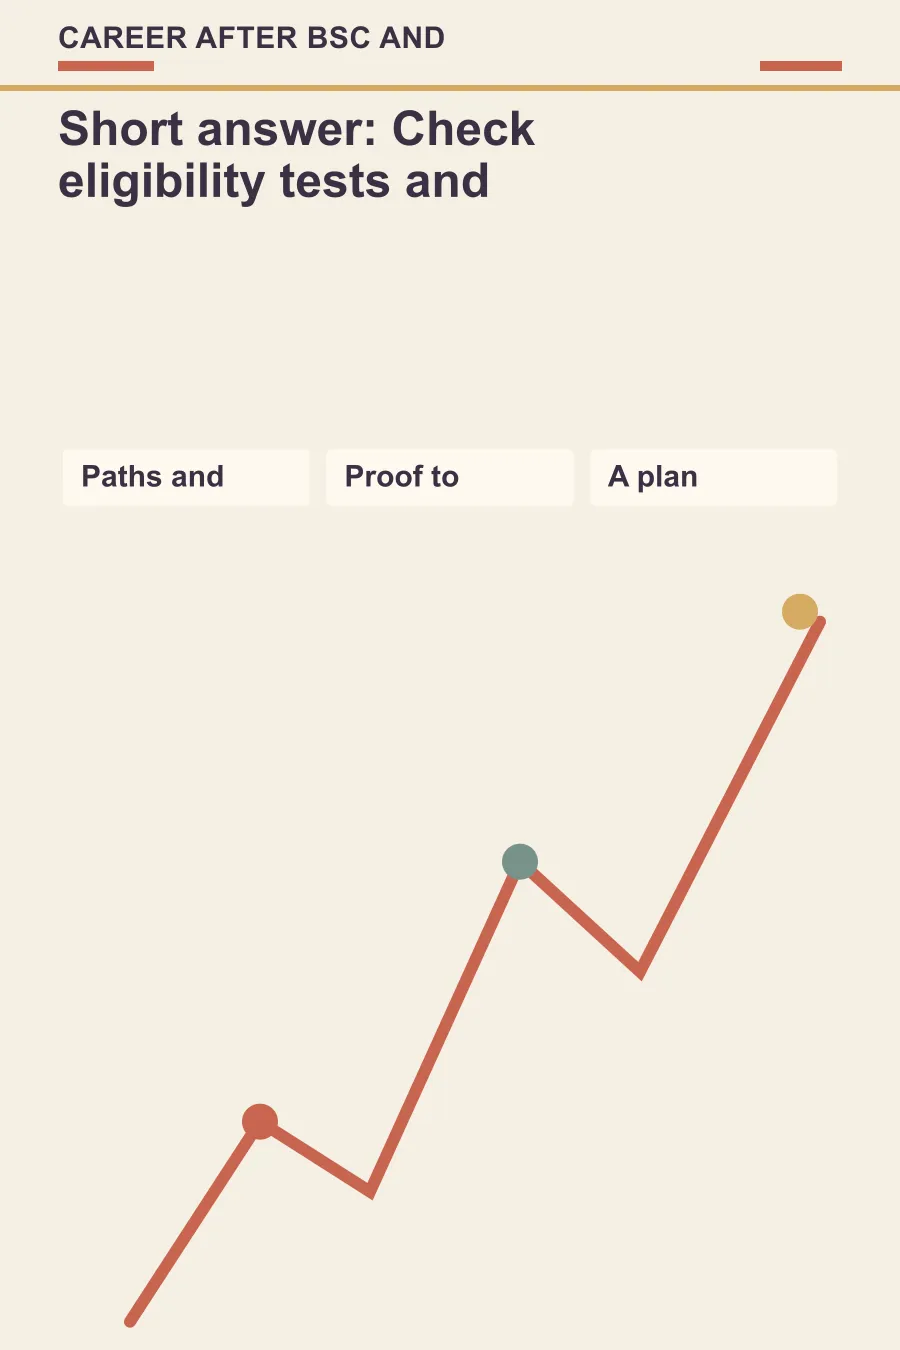 CAREER AFTER BSC AND
Short answer: Check
eligibility tests and
Paths and
Proof to
A plan